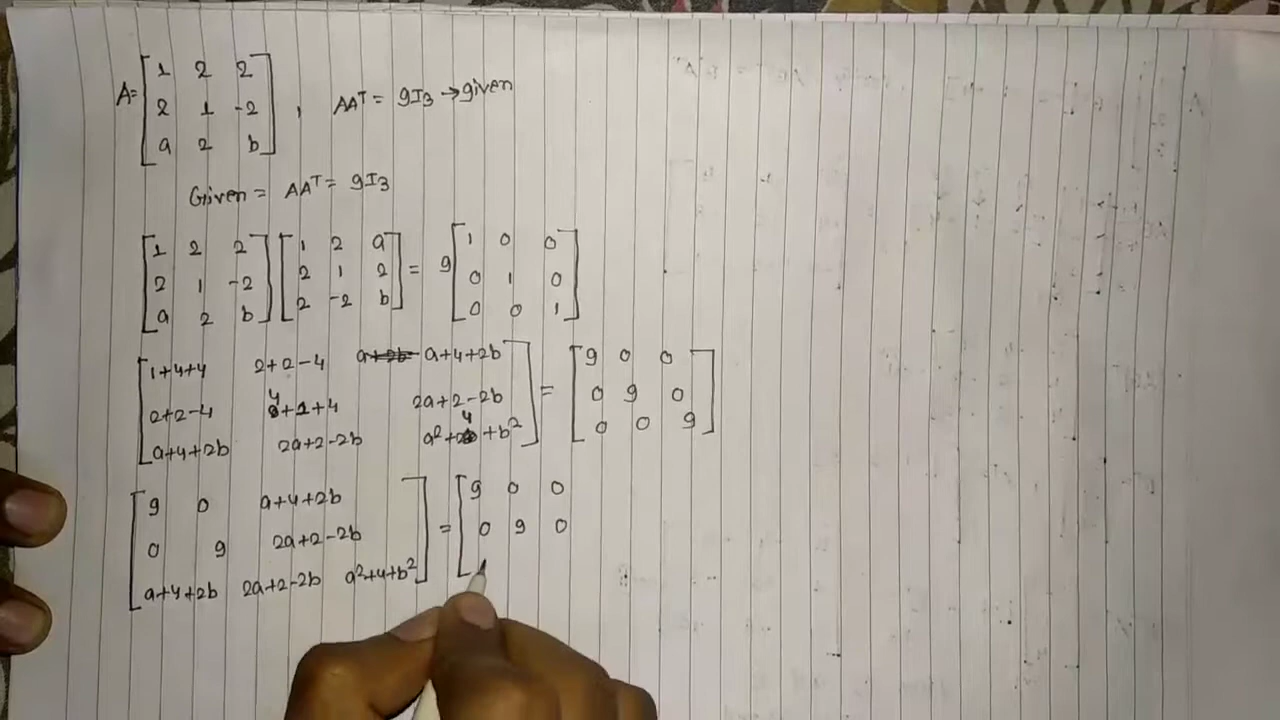 A = [1 2 2
2 1 -2 , AAᵀ = 9I3 → given
a 2 b]
Given = AAᵀ = 9I3
[1 2 2 [1 2 a = 9 [1 0 0
2 1 -2 2 1 2 0 1 0
a 2 b] 2 -2 b] 0 0 1]
[1+4+4 2+2-4 a+4+2b = [9 0 0
2+2-4 4+1+4 2a+2-2b 0 9 0
a+4+2b 2a+2-2b a²+4+b²] 0 0 9]
[9 0 a+4+2b = [9 0 0
0 9 2a+2-2b 0 9 0
a+4+2b 2a+2-2b a²+4+b²]